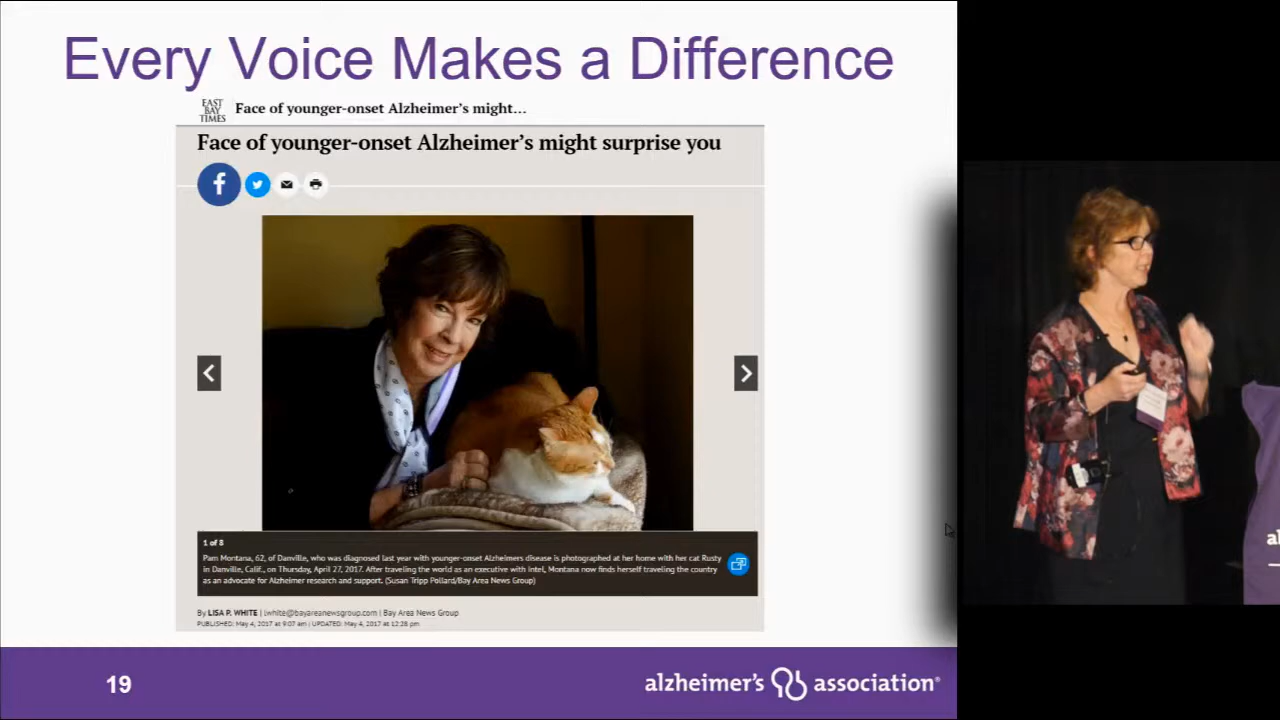 Every Voice Makes a Difference
EAST
BAY
TIMES
Face of younger-onset Alzheimer's might...
Face of younger-onset Alzheimer's might surprise you
1 of 8
Pam Montana, 62, of Danville, who was diagnosed last year with younger-onset Alzheimers disease is photographed at her home with her cat Rusty
in Danville, Calif., on Thursday, April 27, 2017. After traveling the world as an executive with Intel, Montana now finds herself traveling the country
as an advocate for Alzheimer research and support. (Susan Tripp Pollard/Bay Area News Group)
By LISA P. WHITE | lwhite@bayareanewsgroup.com | Bay Area News Group
PUBLISHED: May 4, 2017 at 9:07 am | UPDATED: May 4, 2017 at 12:28 pm
19
alzheimer's association®
al